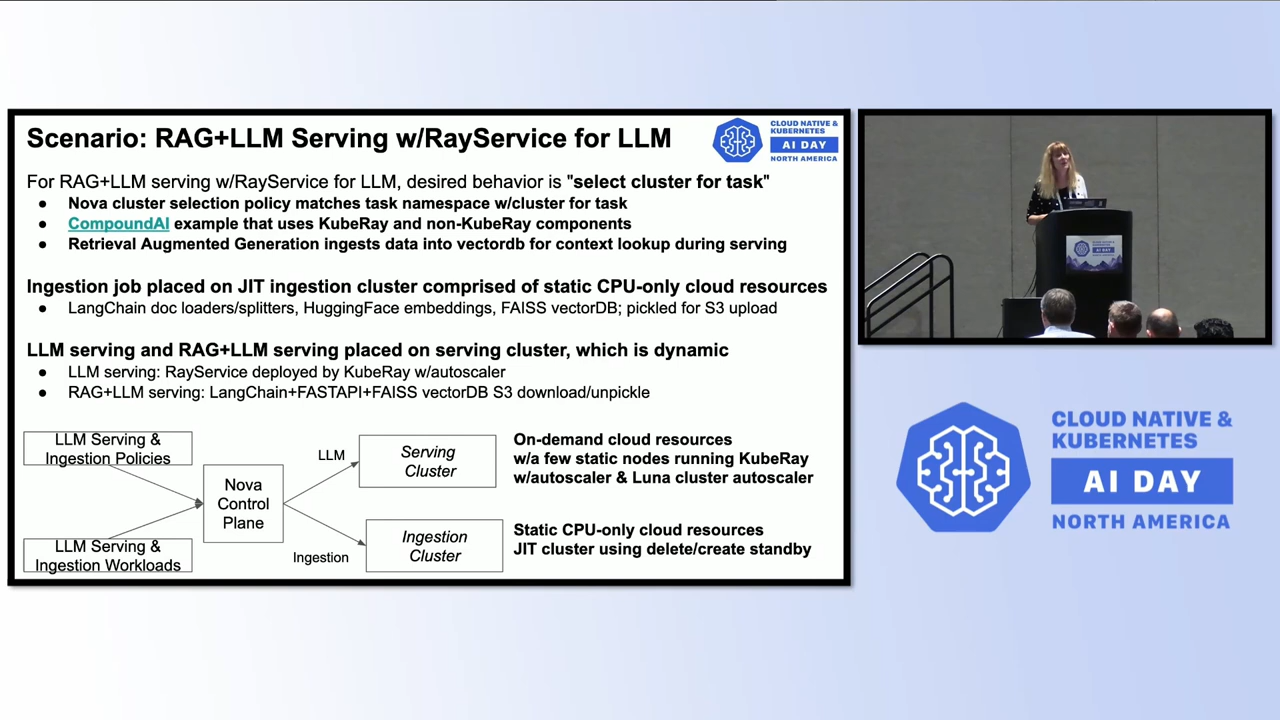 Scenario: RAG+LLM Serving w/RayService for LLM
CLOUD NATIVE &
KUBERNETES
AI DAY
NORTH AMERICA
For RAG+LLM serving w/RayService for LLM, desired behavior is "select cluster for task"
● Nova cluster selection policy matches task namespace w/cluster for task
● CompoundAI example that uses KubeRay and non-KubeRay components
● Retrieval Augmented Generation ingests data into vectordb for context lookup during serving
Ingestion job placed on JIT ingestion cluster comprised of static CPU-only cloud resources
● LangChain doc loaders/splitters, HuggingFace embeddings, FAISS vectorDB; pickled for S3 upload
LLM serving and RAG+LLM serving placed on serving cluster, which is dynamic
● LLM serving: RayService deployed by KubeRay w/autoscaler
● RAG+LLM serving: LangChain+FASTAPI+FAISS vectorDB S3 download/unpickle
LLM Serving &
Ingestion Policies
LLM Serving &
Ingestion Workloads
Nova
Control
Plane
LLM
Ingestion
Serving
Cluster
On-demand cloud resources
w/a few static nodes running KubeRay
w/autoscaler & Luna cluster autoscaler
Ingestion
Cluster
Static CPU-only cloud resources
JIT cluster using delete/create standby
CLOUD NATIVE &
KUBERNETES
AI DAY
NORTH AMERICA